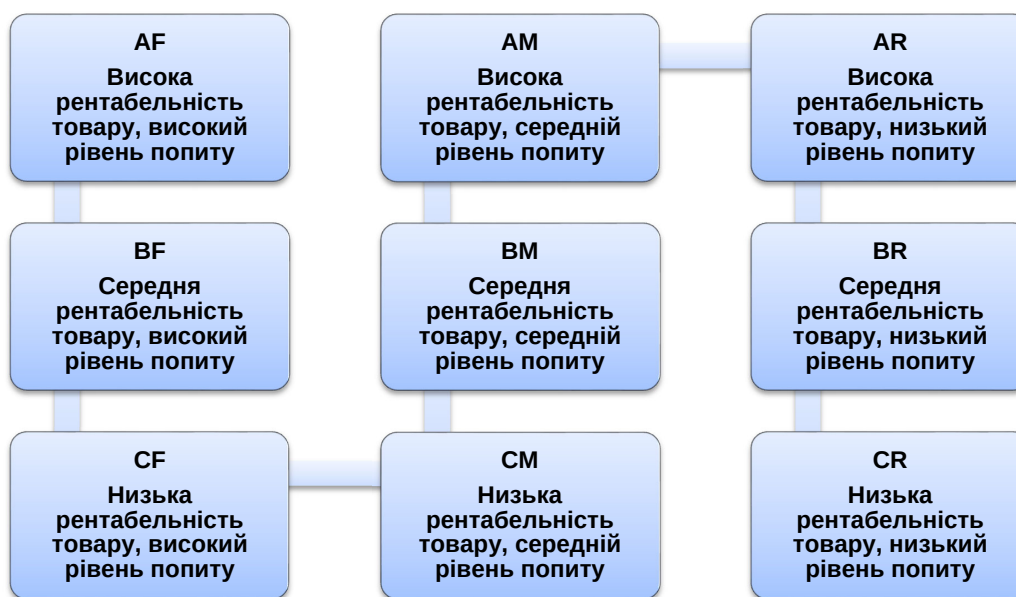 AF
Висока
рентабельність
товару, високий
рівень попиту
AM
Висока
рентабельність
товару, середній
рівень попиту
AR
Висока
рентабельність
товару, низький
рівень попиту
BF
Середня
рентабельність
товару, високий
рівень попиту
BM
Середня
рентабельність
товару, середній
рівень попиту
BR
Середня
рентабельність
товару, низький
рівень попиту
CF
Низька
рентабельність
товару, високий
рівень попиту
CM
Низька
рентабельність
товару, середній
рівень попиту
CR
Низька
рентабельність
товару, низький
рівень попиту